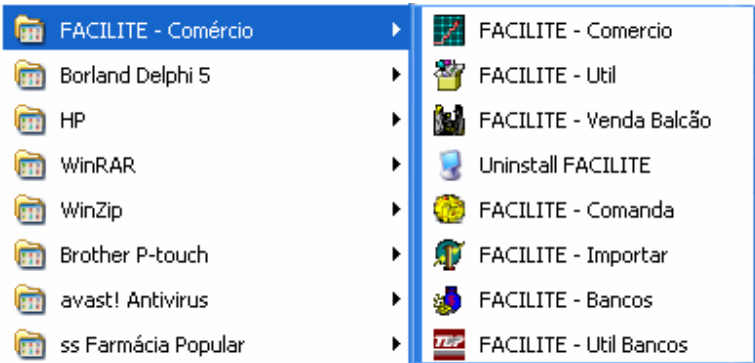 FACILITE - Comércio
Borland Delphi 5
HP
WinRAR
WinZip
Brother P-touch
avast! Antivirus
ss Farmácia Popular
FACILITE - Comercio
FACILITE - Util
FACILITE - Venda Balcão
Uninstall FACILITE
FACILITE - Comanda
FACILITE - Importar
FACILITE - Bancos
FACILITE - Util Bancos